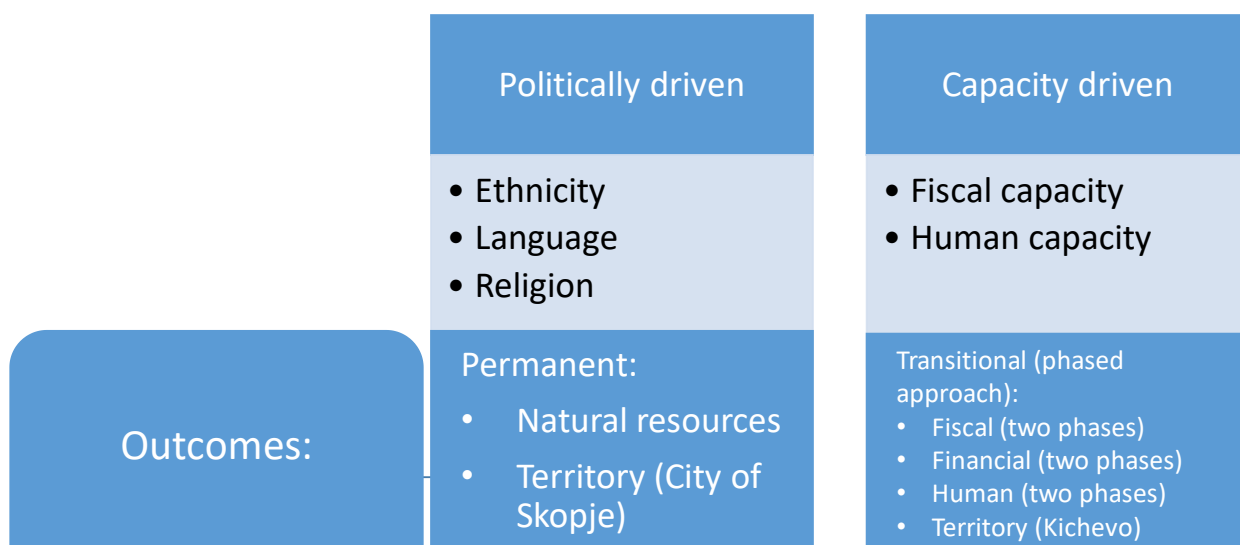 Politically driven
• Ethnicity
• Language
• Religion
Capacity driven
• Fiscal capacity
• Human capacity
Outcomes:
Permanent:
• Natural resources
• Territory (City of
Skopje)
Transitional (phased
approach):
• Fiscal (two phases)
• Financial (two phases)
• Human (two phases)
• Territory (Kichevo)